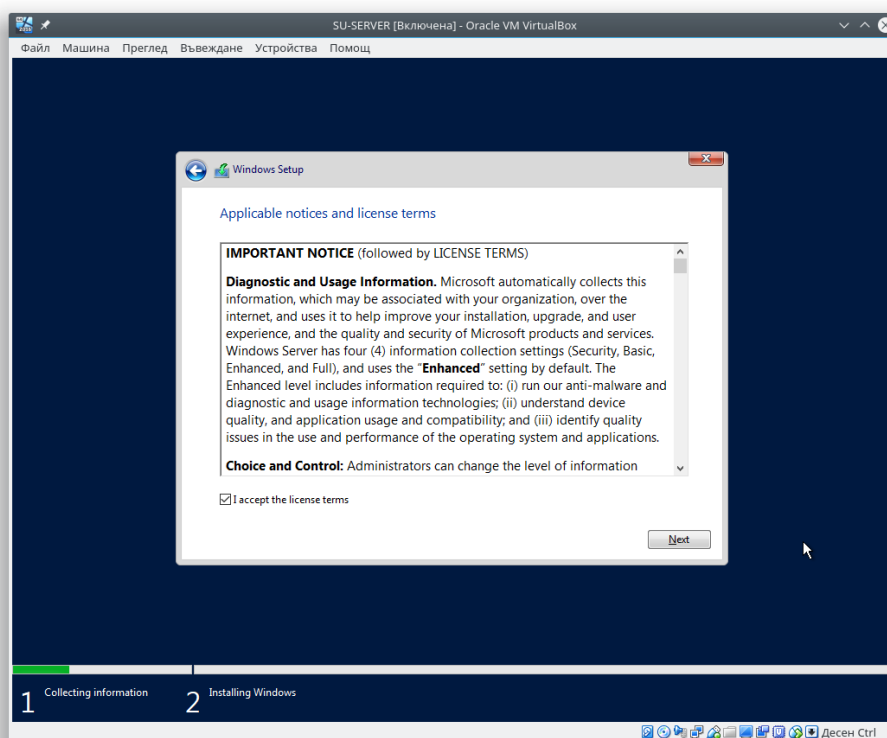 SU-SERVER [Включена] - Oracle VM VirtualBox
Файл Машина Преглед Въвеждане Устройства Помощ
Windows Setup
Applicable notices and license terms
IMPORTANT NOTICE (followed by LICENSE TERMS)
Diagnostic and Usage Information. Microsoft automatically collects this
information, which may be associated with your organization, over the
internet, and uses it to help improve your installation, upgrade, and user
experience, and the quality and security of Microsoft products and services.
Windows Server has four (4) information collection settings (Security, Basic,
Enhanced, and Full), and uses the “Enhanced” setting by default. The
Enhanced level includes information required to: (i) run our anti-malware and
diagnostic and usage information technologies; (ii) understand device
quality, and application usage and compatibility; and (iii) identify quality
issues in the use and performance of the operating system and applications.
Choice and Control: Administrators can change the level of information
I accept the license terms
Next
1 Collecting information 2 Installing Windows
Десен Ctrl